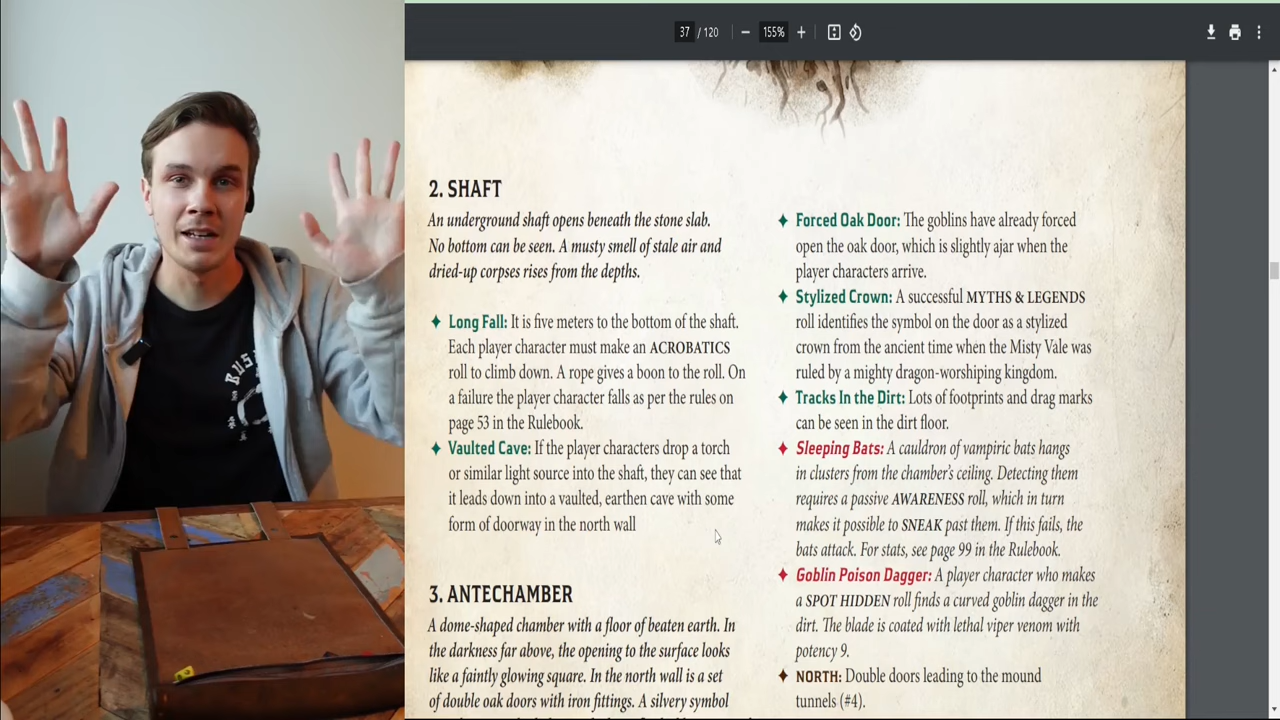 37 / 120
155%
2. SHAFT
An underground shaft opens beneath the stone slab.
No bottom can be seen. A musty smell of stale air and
dried-up corpses rises from the depths.
✦ Long Fall: It is five meters to the bottom of the shaft.
Each player character must make an ACROBATICS
roll to climb down. A rope gives a boon to the roll. On
a failure the player character falls as per the rules on
page 53 in the Rulebook.
✦ Vaulted Cave: If the player characters drop a torch
or similar light source into the shaft, they can see that
it leads down into a vaulted, earthen cave with some
form of doorway in the north wall
3. ANTECHAMBER
A dome-shaped chamber with a floor of beaten earth. In
the darkness far above, the opening to the surface looks
like a faintly glowing square. In the north wall is a set
of double oak doors with iron fittings. A silvery symbol
✦ Forced Oak Door: The goblins have already forced
open the oak door, which is slightly ajar when the
player characters arrive.
✦ Stylized Crown: A successful MYTHS & LEGENDS
roll identifies the symbol on the door as a stylized
crown from the ancient time when the Misty Vale was
ruled by a mighty dragon-worshiping kingdom.
✦ Tracks In the Dirt: Lots of footprints and drag marks
can be seen in the dirt floor.
✦ Sleeping Bats: A cauldron of vampiric bats hangs
in clusters from the chamber's ceiling. Detecting them
requires a passive AWARENESS roll, which in turn
makes it possible to SNEAK past them. If this fails, the
bats attack. For stats, see page 99 in the Rulebook.
✦ Goblin Poison Dagger: A player character who makes
a SPOT HIDDEN roll finds a curved goblin dagger in the
dirt. The blade is coated with lethal viper venom with
potency 9.
✦ NORTH: Double doors leading to the mound
tunnels (#4).